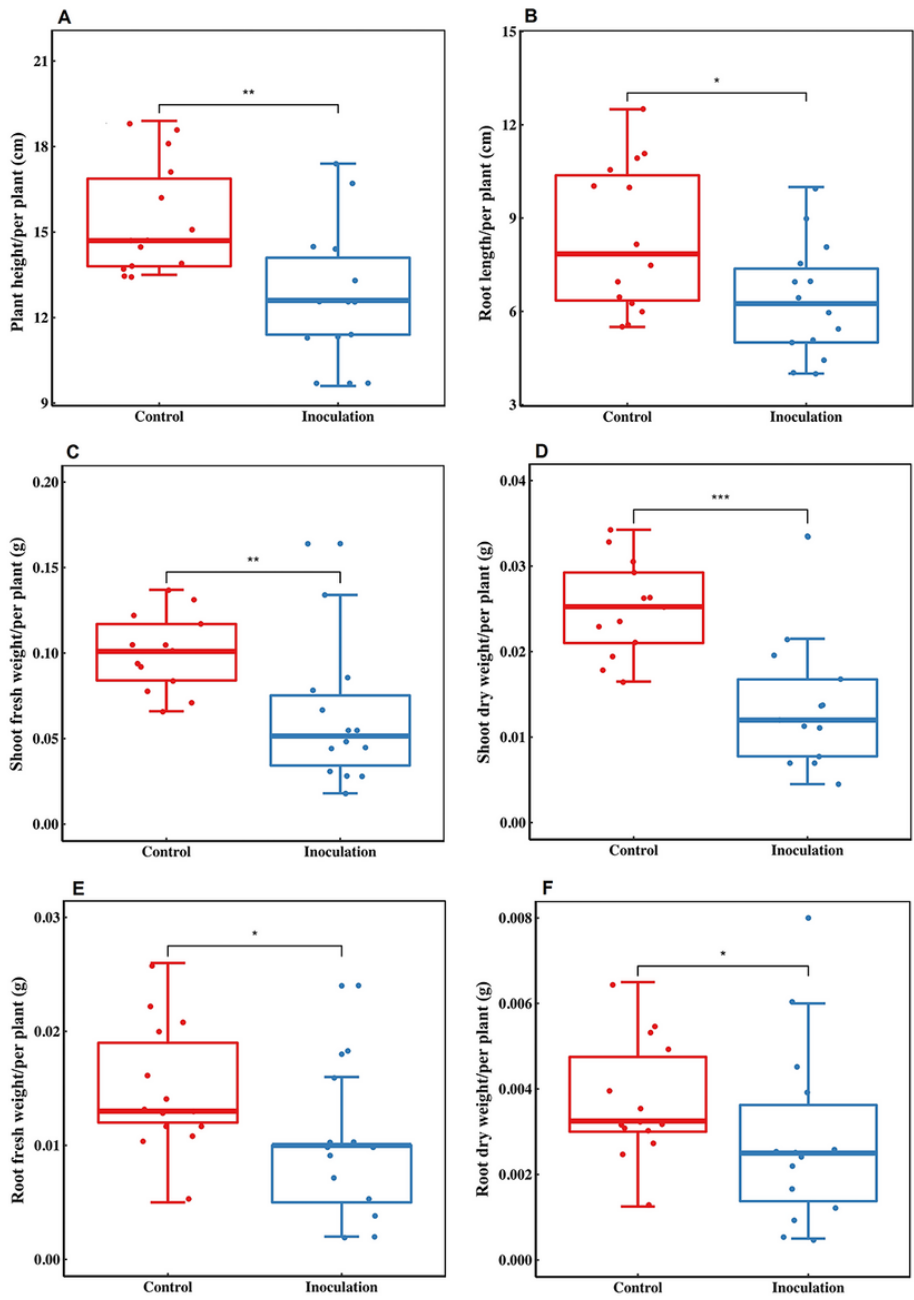 A
Plant height/per plant (cm)
21
18
15
12
9
**
Control
Inoculation
B
Root length/per plant (cm)
15
12
9
6
3
*
Control
Inoculation
C
Shoot fresh weight/per plant (g)
0.20
0.15
0.10
0.05
0.00
**
Control
Inoculation
D
Shoot dry weight/per plant (g)
0.04
0.03
0.02
0.01
0.00
***
Control
Inoculation
E
Root fresh weight/per plant (g)
0.03
0.02
0.01
0.00
*
Control
Inoculation
F
Root dry weight/per plant (g)
0.008
0.006
0.004
0.002
0.000
*
Control
Inoculation